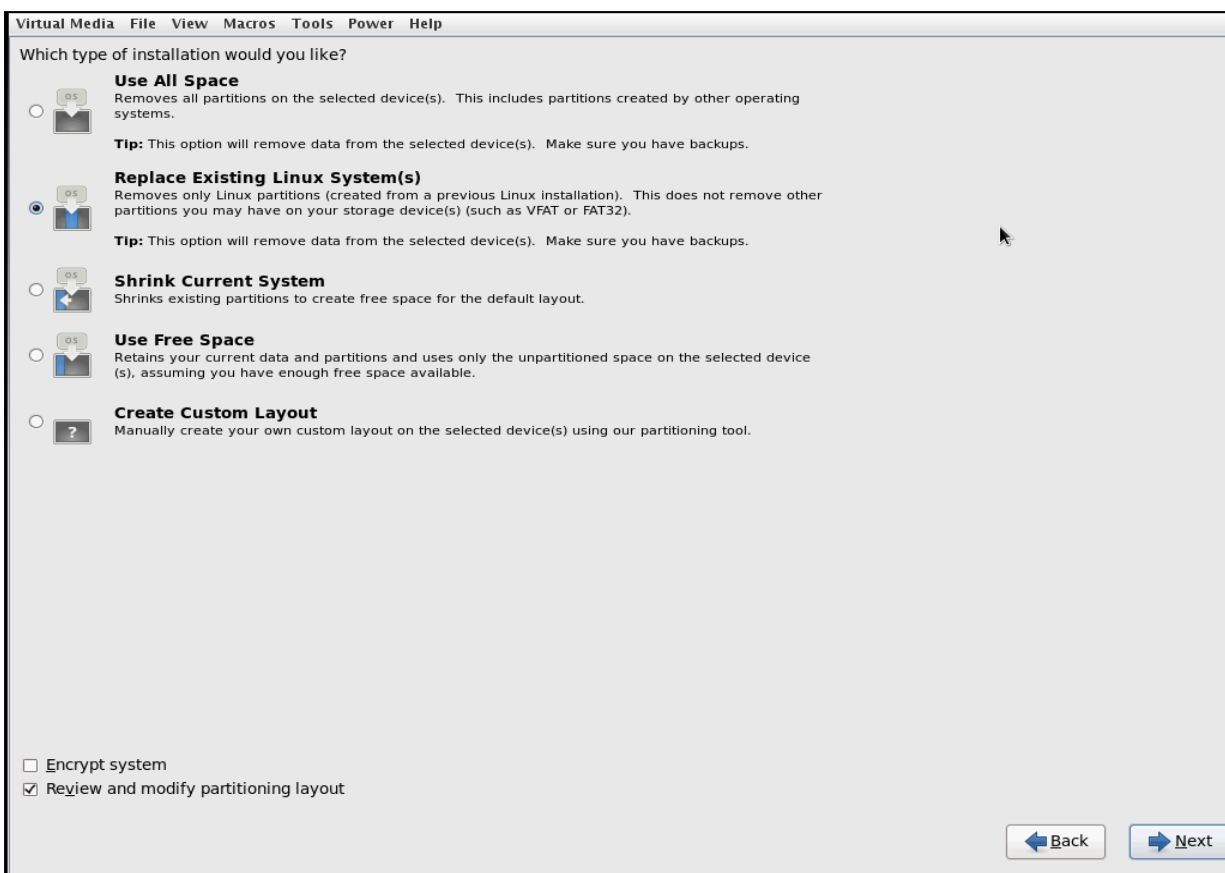 Virtual Media File View Macros Tools Power Help
Which type of installation would you like?
OS
Use All Space
Removes all partitions on the selected device(s). This includes partitions created by other operating
systems.
Tip: This option will remove data from the selected device(s). Make sure you have backups.
OS
Replace Existing Linux System(s)
Removes only Linux partitions (created from a previous Linux installation). This does not remove other
partitions you may have on your storage device(s) (such as VFAT or FAT32).
Tip: This option will remove data from the selected device(s). Make sure you have backups.
OS
Shrink Current System
Shrinks existing partitions to create free space for the default layout.
OS
Use Free Space
Retains your current data and partitions and uses only the unpartitioned space on the selected device
(s), assuming you have enough free space available.
?
Create Custom Layout
Manually create your own custom layout on the selected device(s) using our partitioning tool.
Encrypt system
Review and modify partitioning layout
Back Next